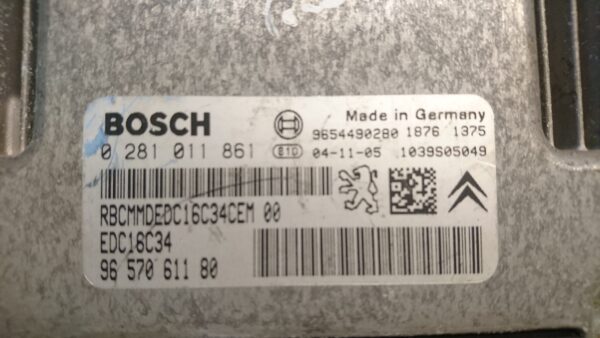 BOSCH
Made in Germany
9654490280 1876 1375
0 281 011 861 E10 04-11-05 1039S05049
RBCMMDEDC16C34CEM 00
EDC16C34
96 570 611 80